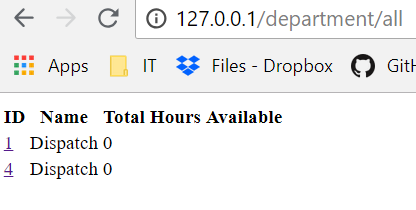 127.0.0.1/department/all
Apps IT Files - Dropbox GitH
ID Name Total Hours Available
1 Dispatch 0
4 Dispatch 0